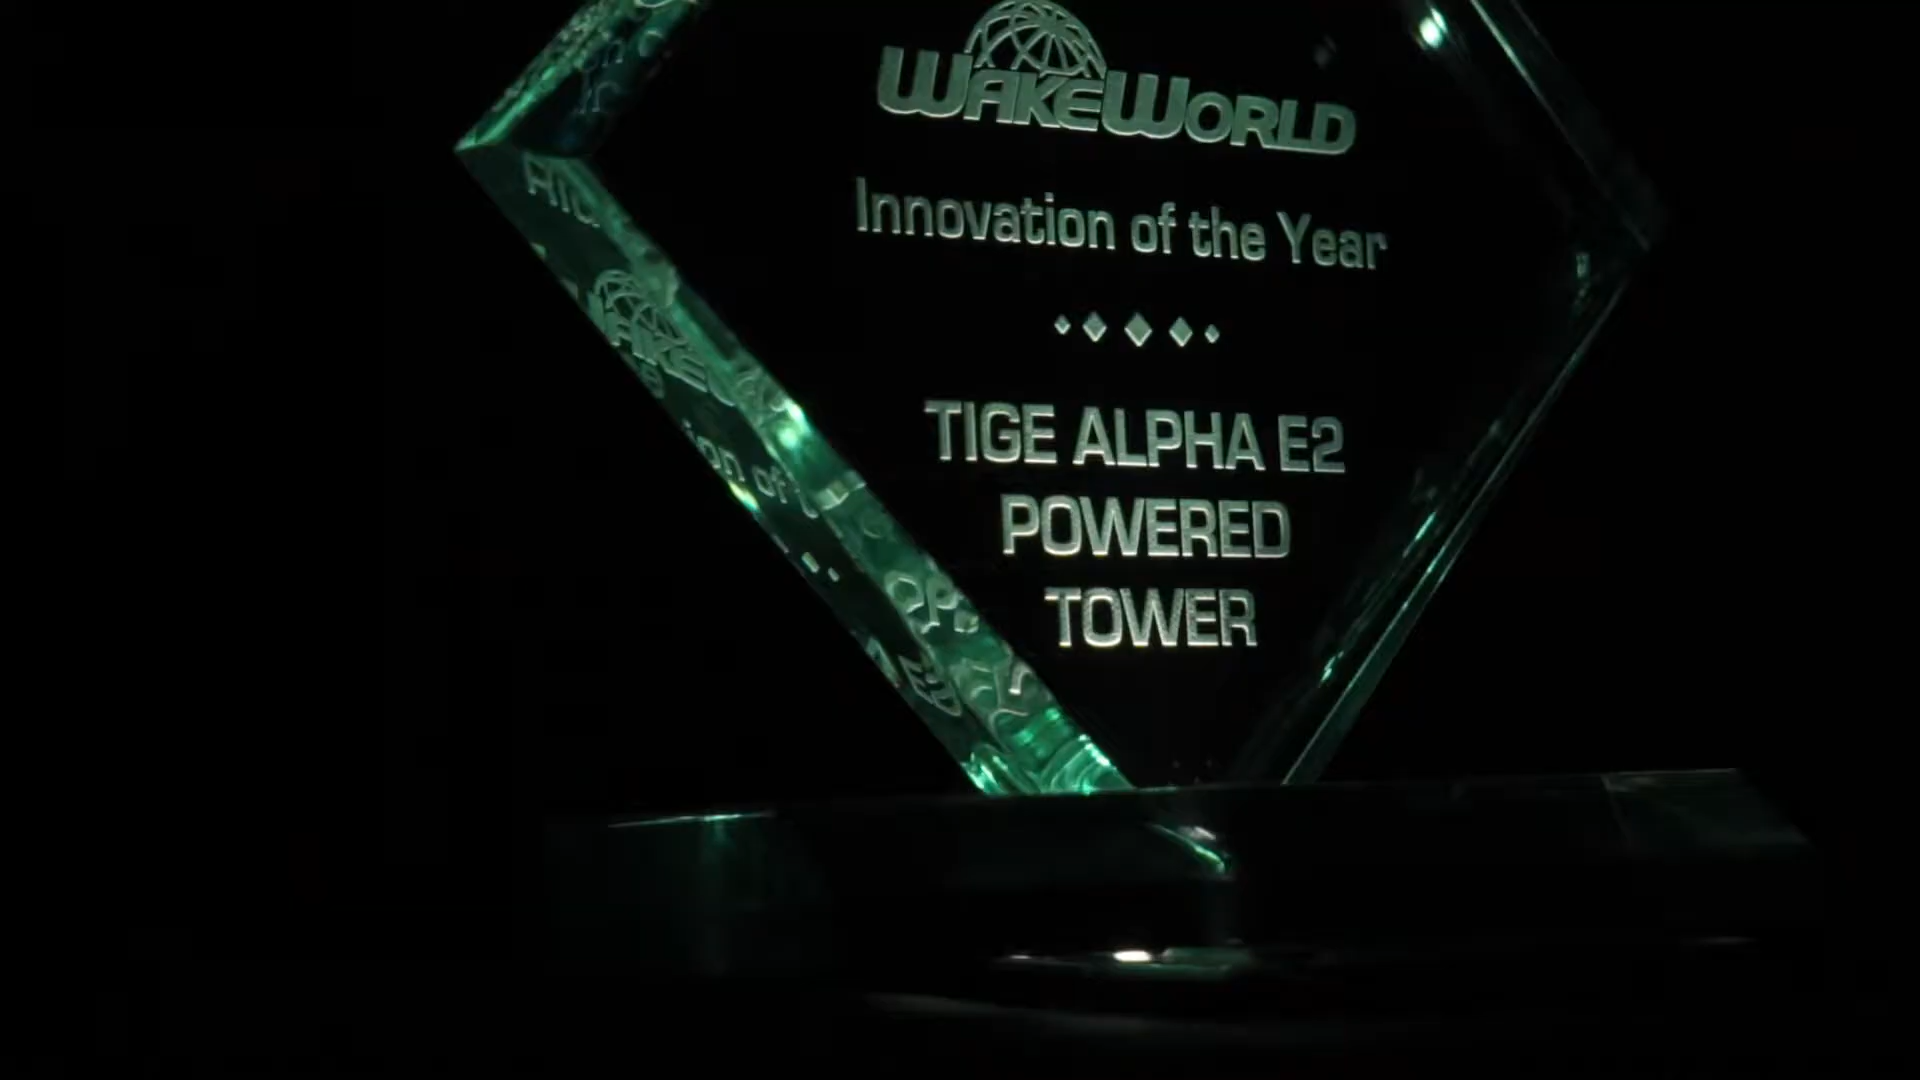 WAKEWORLD
Innovation of the Year
TIGE ALPHA E2
POWERED
TOWER